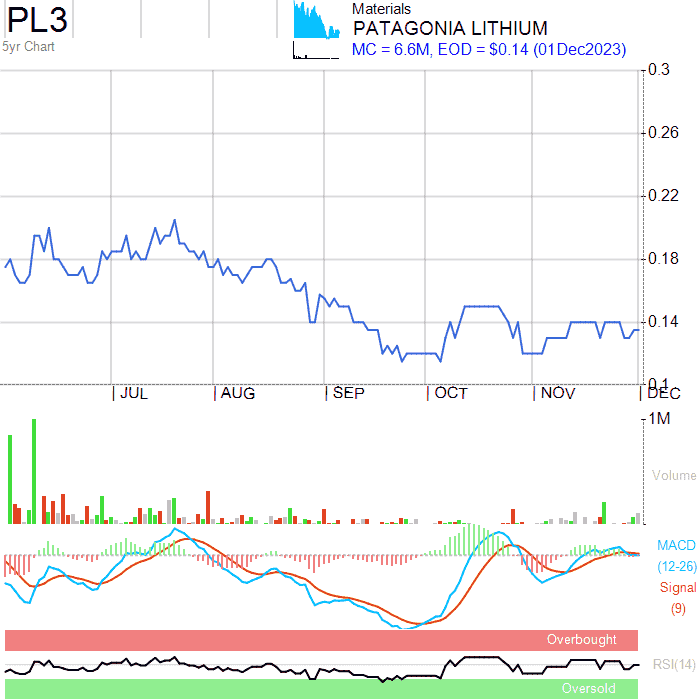 PL3
5yr Chart
Materials
PATAGONIA LITHIUM
MC = 6.6M, EOD = $0.14 (01Dec2023)
0.3
0.26
0.22
0.18
0.14
0.1
JUL AUG SEP OCT NOV DEC
1M
Volume
MACD
(12-26)
Signal
(9)
Overbought
RSI(14)
Oversold